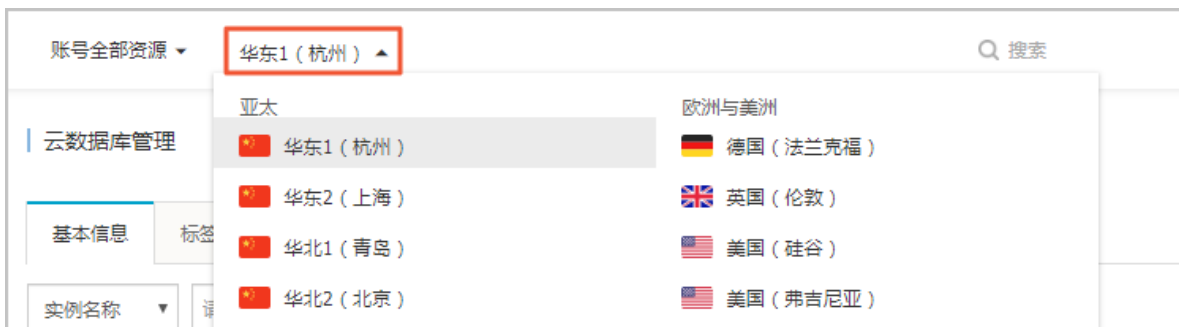 账号全部资源
华东1（杭州）
搜索
亚太
欧洲与美洲
云数据库管理
华东1（杭州）
德国（法兰克福）
华东2（上海）
英国（伦敦）
基本信息
标签
华北1（青岛）
美国（硅谷）
实例名称
华北2（北京）
美国（弗吉尼亚）